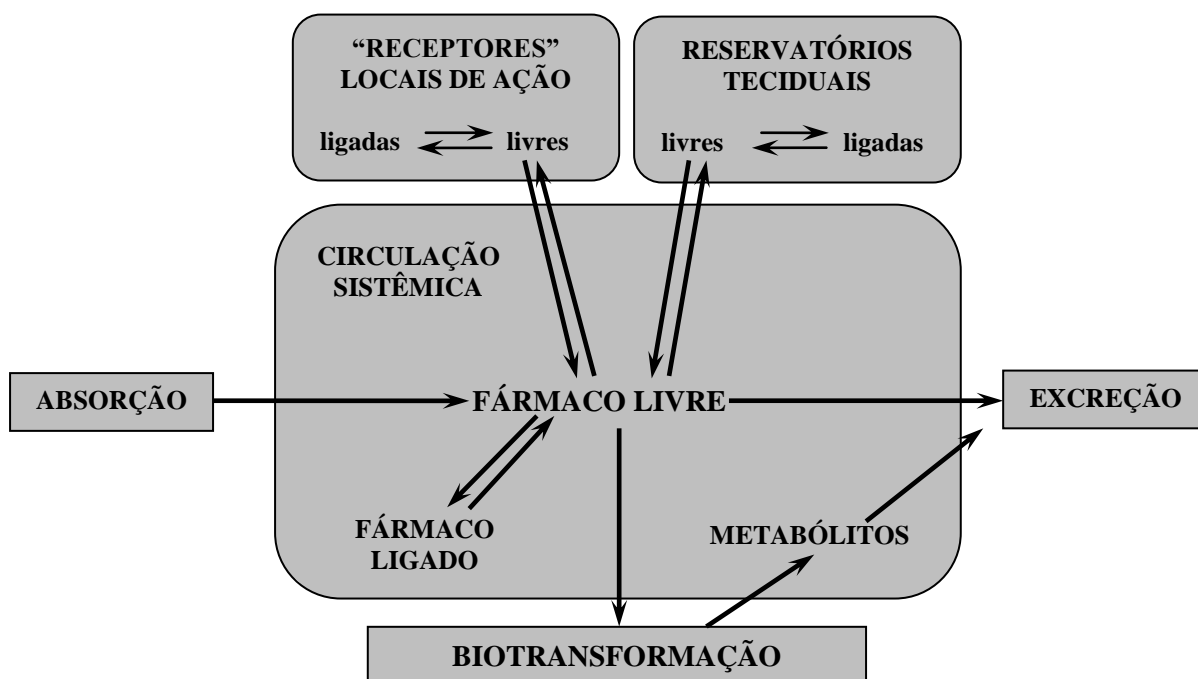 “RECEPTORES”
LOCAIS DE AÇÃO
ligadas livres
RESERVATÓRIOS
TECIDUAIS
livres ligadas
CIRCULAÇÃO
SISTÊMICA
ABSORÇÃO
FÁRMACO LIVRE
EXCREÇÃO
FÁRMACO
LIGADO
METABÓLITOS
BIOTRANSFORMAÇÃO